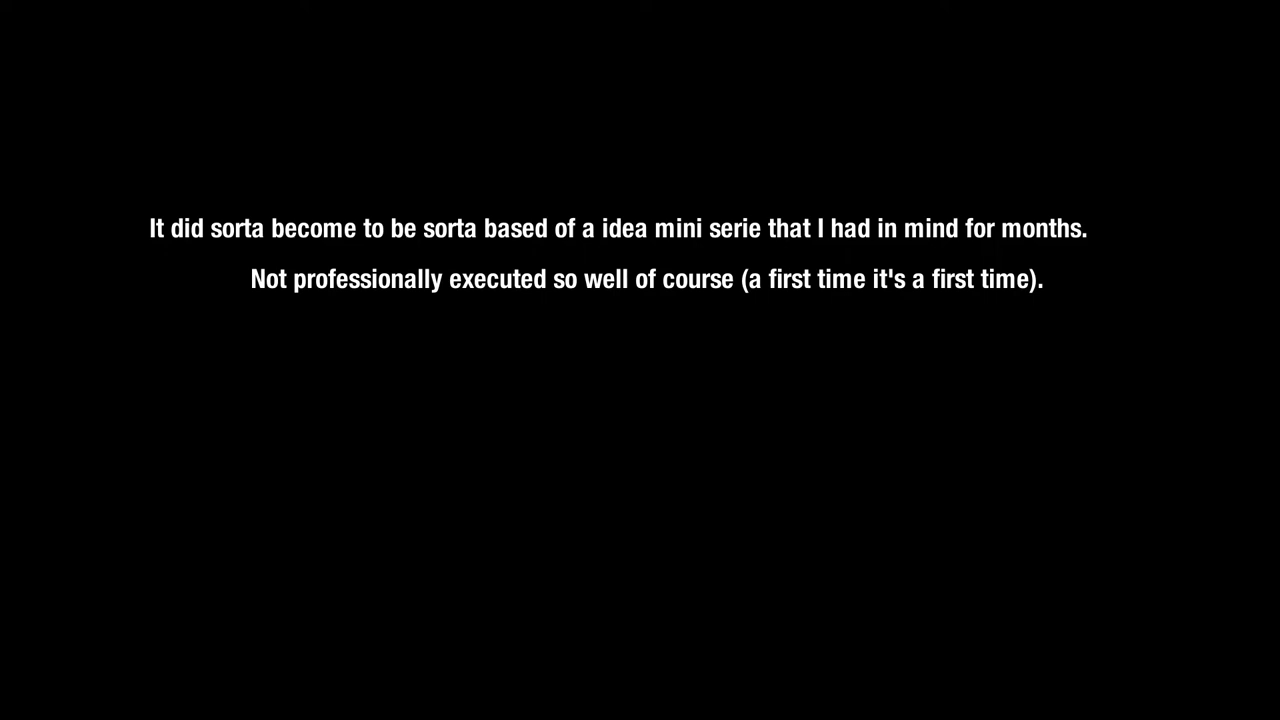 It did sorta become to be sorta based of a idea mini serie that I had in mind for months.
Not professionally executed so well of course (a first time it's a first time).